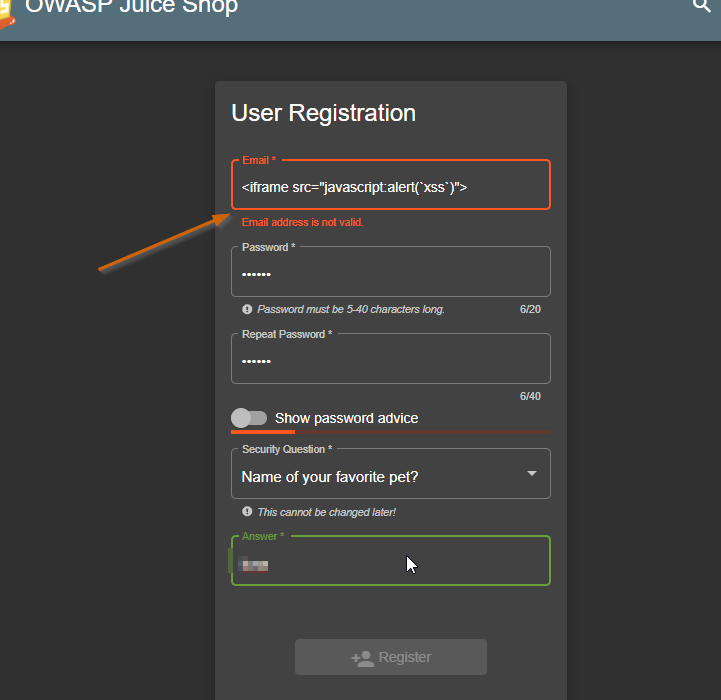 OWASP Juice Shop
User Registration
Email *
<iframe src="javascript:alert(`xss`)">
Email address is not valid.
Password *
••••••
Password must be 5-40 characters long.
6/20
Repeat Password *
••••••
6/40
Show password advice
Security Question *
Name of your favorite pet?
This cannot be changed later!
Answer *
Register